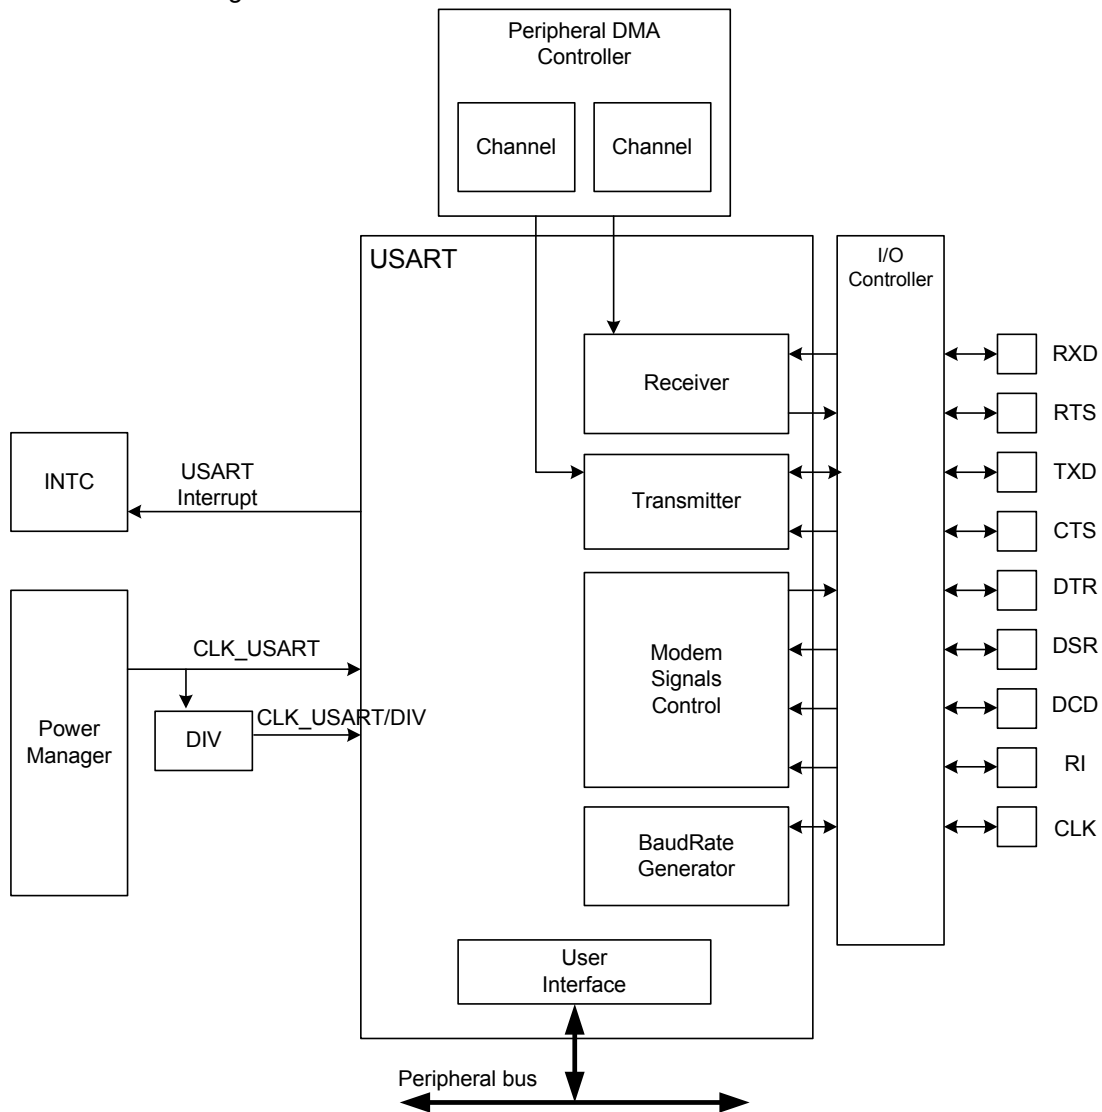 Peripheral DMA
Controller
Channel
Channel
USART
I/O
Controller
Receiver
RXD
RTS
INTC
USART
Interrupt
Transmitter
TXD
CTS
DTR
CLK_USART
Modem
Signals
Control
DSR
Power
Manager
DIV
CLK_USART/DIV
DCD
RI
BaudRate
Generator
CLK
User
Interface
Peripheral bus